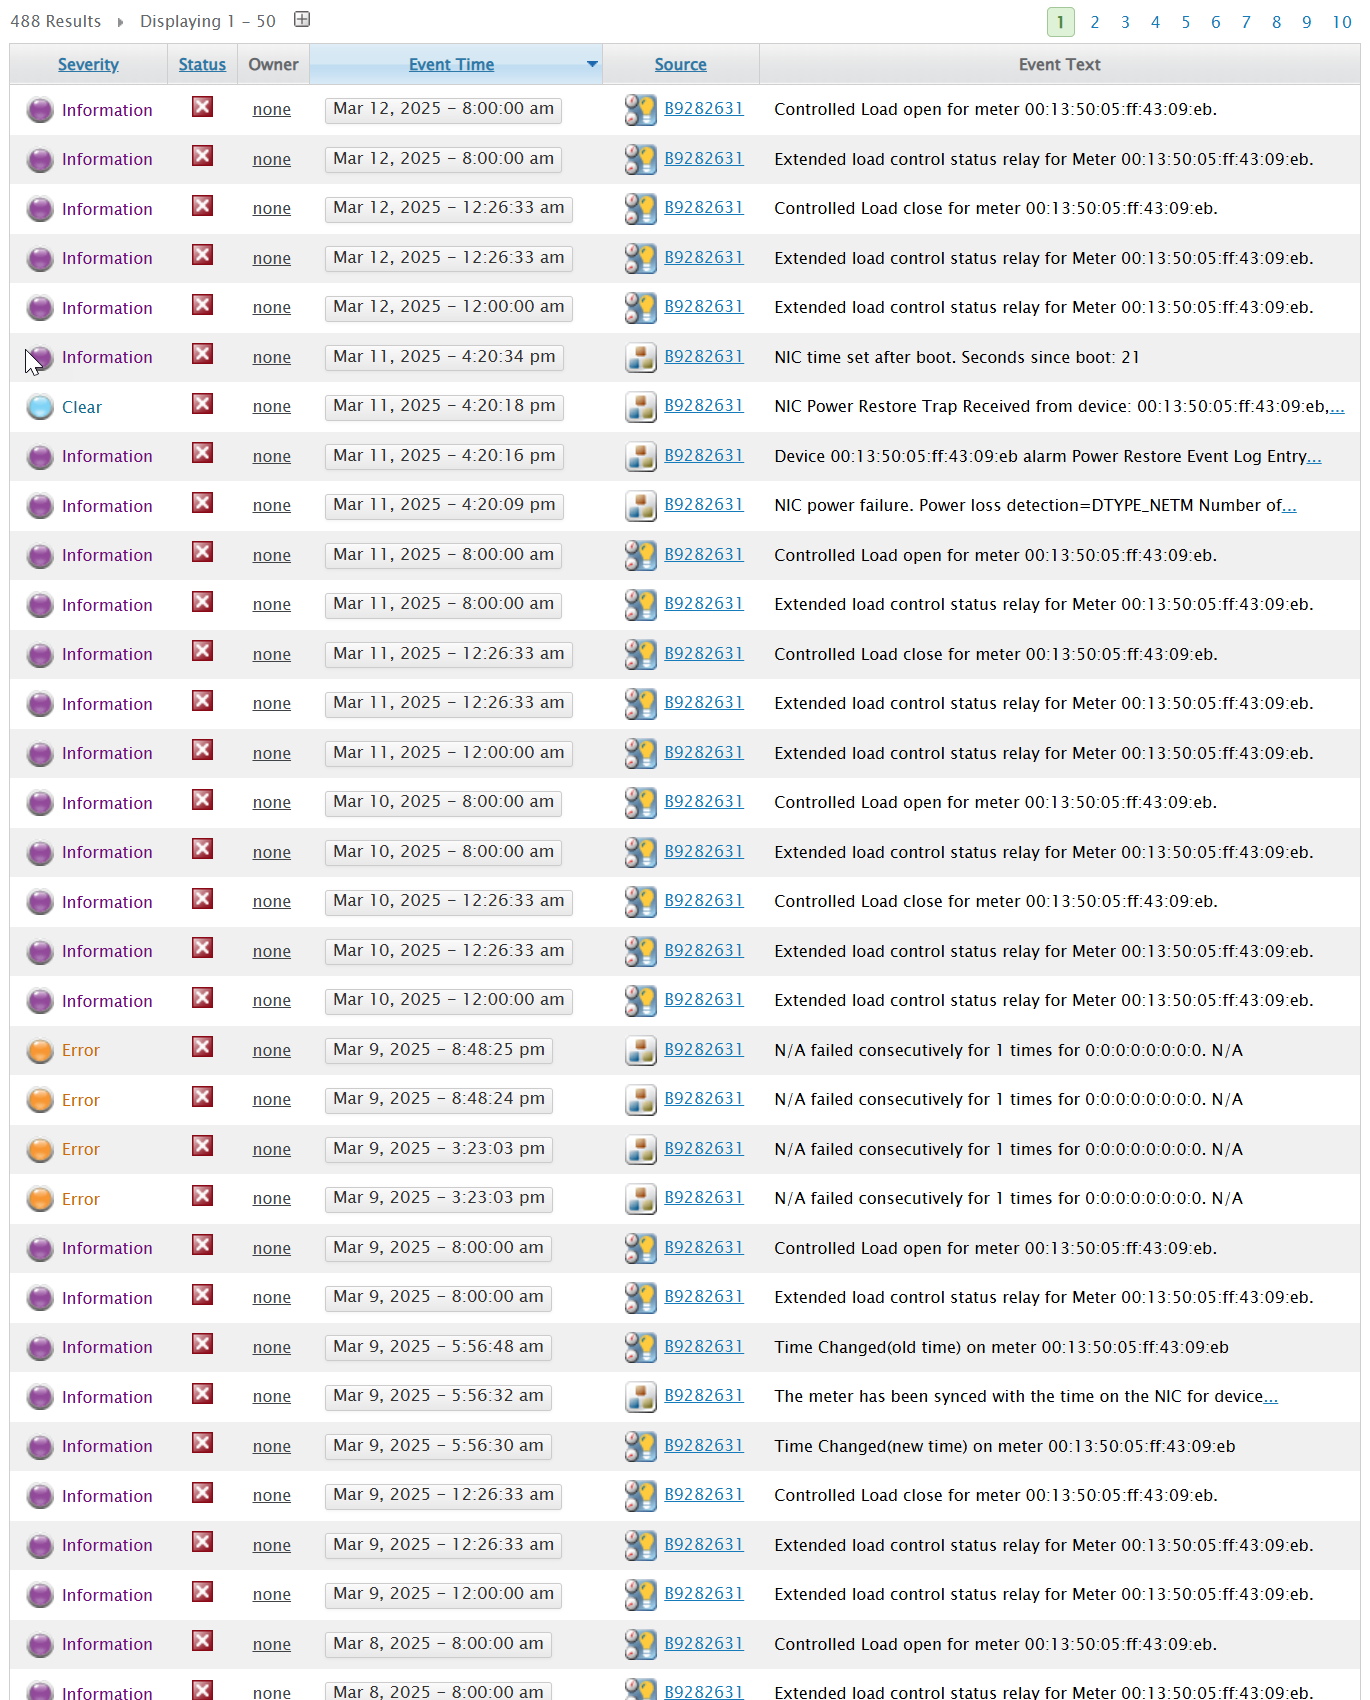 488 Results Displaying 1 – 50 1 2 3 4 5 6 7 8 9 10
Severity Status Owner Event Time Source Event Text
Information none Mar 12, 2025 – 8:00:00 am B9282631 Controlled Load open for meter 00:13:50:05:ff:43:09:eb.
Information none Mar 12, 2025 – 8:00:00 am B9282631 Extended load control status relay for Meter 00:13:50:05:ff:43:09:eb.
Information none Mar 12, 2025 – 12:26:33 am B9282631 Controlled Load close for meter 00:13:50:05:ff:43:09:eb.
Information none Mar 12, 2025 – 12:26:33 am B9282631 Extended load control status relay for Meter 00:13:50:05:ff:43:09:eb.
Information none Mar 12, 2025 – 12:00:00 am B9282631 Extended load control status relay for Meter 00:13:50:05:ff:43:09:eb.
Information none Mar 11, 2025 – 4:20:34 pm B9282631 NIC time set after boot. Seconds since boot: 21
Clear none Mar 11, 2025 – 4:20:18 pm B9282631 NIC Power Restore Trap Received from device: 00:13:50:05:ff:43:09:eb,...
Information none Mar 11, 2025 – 4:20:16 pm B9282631 Device 00:13:50:05:ff:43:09:eb alarm Power Restore Event Log Entry...
Information none Mar 11, 2025 – 4:20:09 pm B9282631 NIC power failure. Power loss detection=DTYPE_NETM Number of...
Information none Mar 11, 2025 – 8:00:00 am B9282631 Controlled Load open for meter 00:13:50:05:ff:43:09:eb.
Information none Mar 11, 2025 – 8:00:00 am B9282631 Extended load control status relay for Meter 00:13:50:05:ff:43:09:eb.
Information none Mar 11, 2025 – 12:26:33 am B9282631 Controlled Load close for meter 00:13:50:05:ff:43:09:eb.
Information none Mar 11, 2025 – 12:26:33 am B9282631 Extended load control status relay for Meter 00:13:50:05:ff:43:09:eb.
Information none Mar 11, 2025 – 12:00:00 am B9282631 Extended load control status relay for Meter 00:13:50:05:ff:43:09:eb.
Information none Mar 10, 2025 – 8:00:00 am B9282631 Controlled Load open for meter 00:13:50:05:ff:43:09:eb.
Information none Mar 10, 2025 – 8:00:00 am B9282631 Extended load control status relay for Meter 00:13:50:05:ff:43:09:eb.
Information none Mar 10, 2025 – 12:26:33 am B9282631 Controlled Load close for meter 00:13:50:05:ff:43:09:eb.
Information none Mar 10, 2025 – 12:26:33 am B9282631 Extended load control status relay for Meter 00:13:50:05:ff:43:09:eb.
Information none Mar 10, 2025 – 12:00:00 am B9282631 Extended load control status relay for Meter 00:13:50:05:ff:43:09:eb.
Error none Mar 9, 2025 – 8:48:25 pm B9282631 N/A failed consecutively for 1 times for 0:0:0:0:0:0:0:0. N/A
Error none Mar 9, 2025 – 8:48:24 pm B9282631 N/A failed consecutively for 1 times for 0:0:0:0:0:0:0:0. N/A
Error none Mar 9, 2025 – 3:23:03 pm B9282631 N/A failed consecutively for 1 times for 0:0:0:0:0:0:0:0. N/A
Error none Mar 9, 2025 – 3:23:03 pm B9282631 N/A failed consecutively for 1 times for 0:0:0:0:0:0:0:0. N/A
Information none Mar 9, 2025 – 8:00:00 am B9282631 Controlled Load open for meter 00:13:50:05:ff:43:09:eb.
Information none Mar 9, 2025 – 8:00:00 am B9282631 Extended load control status relay for Meter 00:13:50:05:ff:43:09:eb.
Information none Mar 9, 2025 – 5:56:48 am B9282631 Time Changed(old time) on meter 00:13:50:05:ff:43:09:eb
Information none Mar 9, 2025 – 5:56:32 am B9282631 The meter has been synced with the time on the NIC for device...
Information none Mar 9, 2025 – 5:56:30 am B9282631 Time Changed(new time) on meter 00:13:50:05:ff:43:09:eb
Information none Mar 9, 2025 – 12:26:33 am B9282631 Controlled Load close for meter 00:13:50:05:ff:43:09:eb.
Information none Mar 9, 2025 – 12:26:33 am B9282631 Extended load control status relay for Meter 00:13:50:05:ff:43:09:eb.
Information none Mar 9, 2025 – 12:00:00 am B9282631 Extended load control status relay for Meter 00:13:50:05:ff:43:09:eb.
Information none Mar 8, 2025 – 8:00:00 am B9282631 Controlled Load open for meter 00:13:50:05:ff:43:09:eb.
Information none Mar 8, 2025 – 8:00:00 am B9282631 Extended load control status relay for Meter 00:13:50:05:ff:43:09:eb.